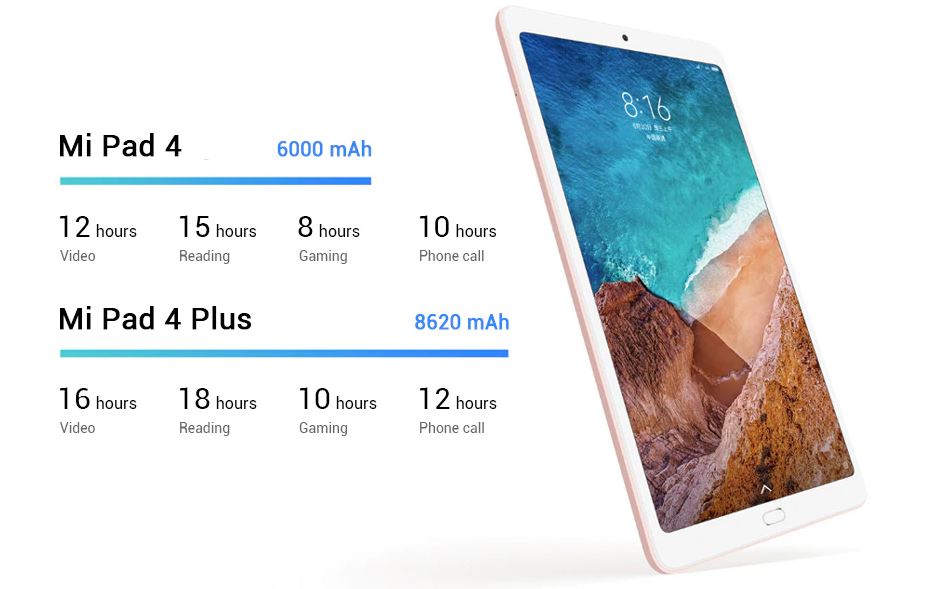 Mi Pad 4
6000 mAh
12 hours
Video
15 hours
Reading
8 hours
Gaming
10 hours
Phone call
Mi Pad 4 Plus
8620 mAh
16 hours
Video
18 hours
Reading
10 hours
Gaming
12 hours
Phone call
8:16